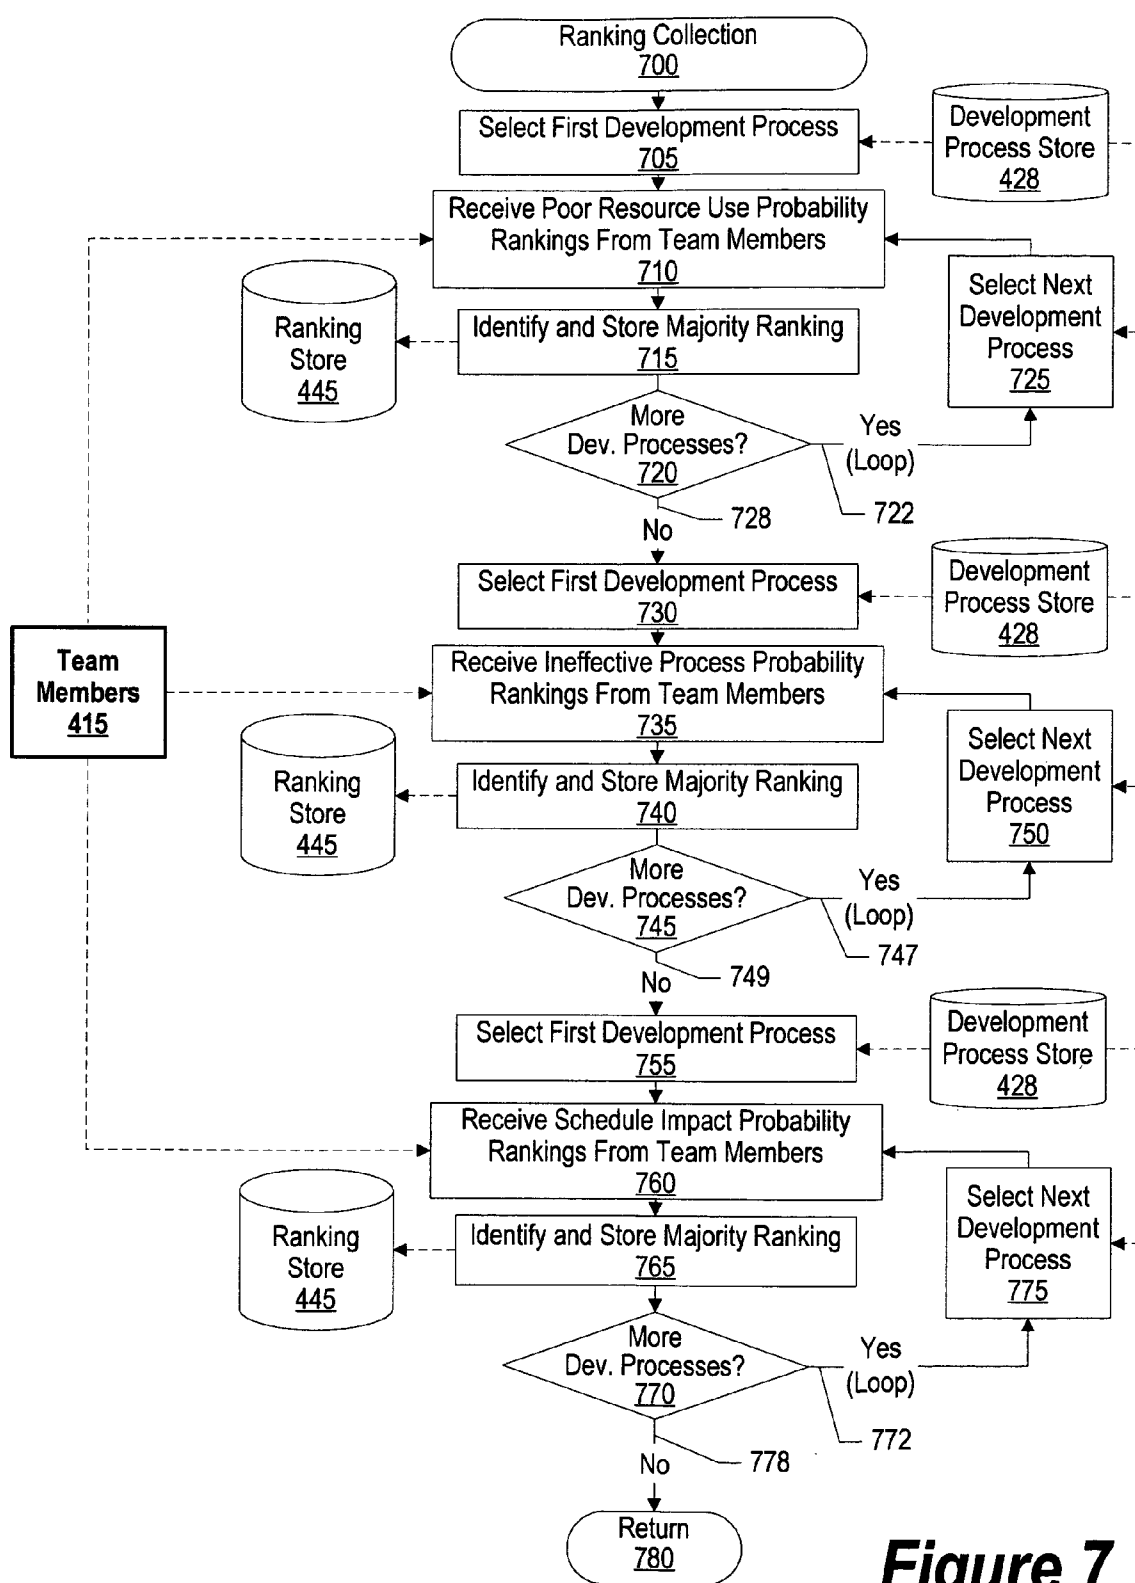 Ranking Collection
700
Select First Development Process
705
Development
Process Store
428
Receive Poor Resource Use Probability
Rankings From Team Members
710
Select Next
Development
Process
725
Ranking
Store
445
Identify and Store Majority Ranking
715
More
Dev. Processes?
720
Yes
(Loop)
722
728
No
Select First Development Process
730
Development
Process Store
428
Team
Members
415
Receive Ineffective Process Probability
Rankings From Team Members
735
Select Next
Development
Process
750
Ranking
Store
445
Identify and Store Majority Ranking
740
More
Dev. Processes?
745
Yes
(Loop)
747
749
No
Select First Development Process
755
Development
Process Store
428
Receive Schedule Impact Probability
Rankings From Team Members
760
Select Next
Development
Process
775
Ranking
Store
445
Identify and Store Majority Ranking
765
More
Dev. Processes?
770
Yes
(Loop)
772
778
No
Return
780
Figure 7